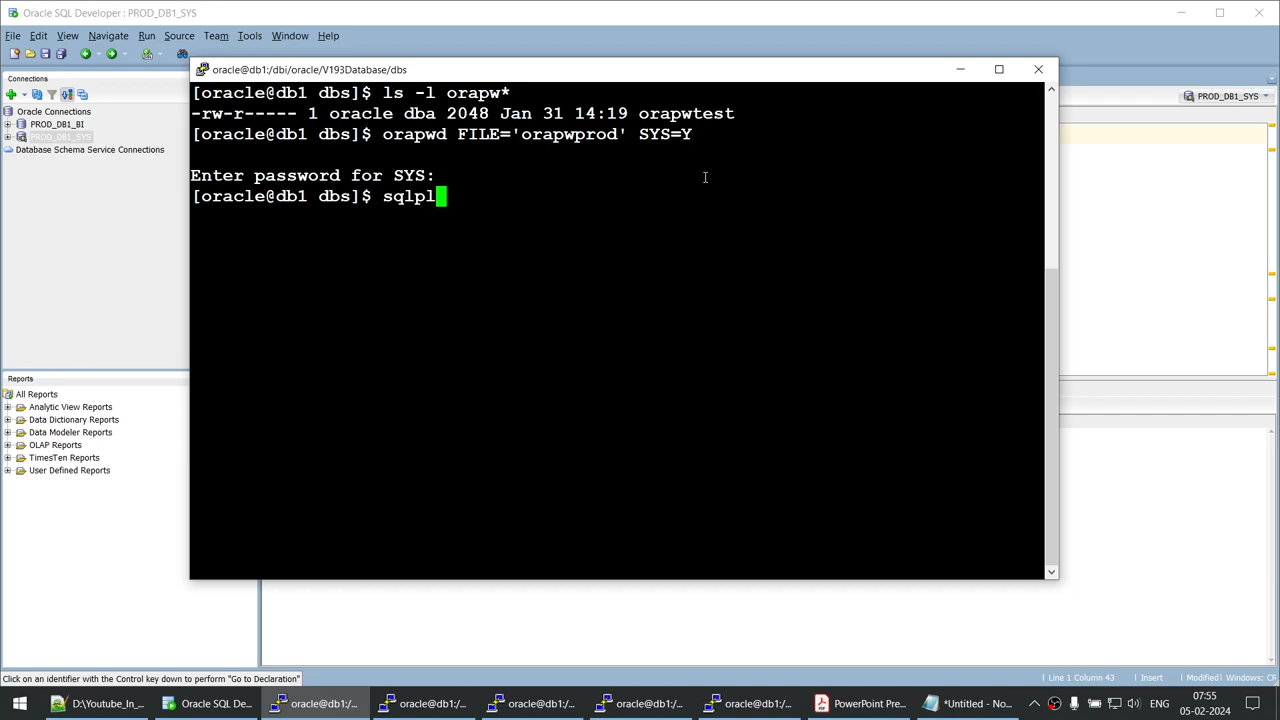 Oracle SQL Developer : PROD_DB1_SYS
File Edit View Navigate Run Source Team Tools Window Help
Connections
Oracle Connections
PROD_DB1_BI
PROD_DB1_SYS
Database Schema Service Connections
PROD_DB1_SYS
oracle@db1:/dbi/oracle/V193Database/dbs
[oracle@db1 dbs]$ ls -l orapw*
-rw-r----- 1 oracle dba 2048 Jan 31 14:19 orapwtest
[oracle@db1 dbs]$ orapwd FILE='orapwprod' SYS=Y
Enter password for SYS:
[oracle@db1 dbs]$ sqlpl
Reports
All Reports
Analytic View Reports
Data Dictionary Reports
Data Modeler Reports
OLAP Reports
TimesTen Reports
User Defined Reports
Click on an identifier with the Control key down to perform "Go to Declaration"
Line 1 Column 43 Insert Modified Windows: CR
D:\Youtub_In_... Oracle SQL De... oracle@db1:/... oracle@db1:/... oracle@db1:/... oracle@db1:/... oracle@db1:/... PowerPoint Pre... *Untitled - No...
ENG
07:55
05-02-2024